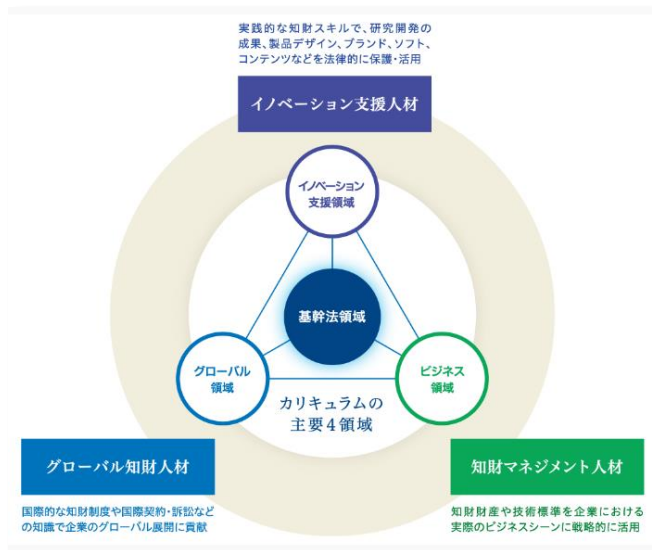 実践的な知財スキルで、研究開発の
成果、製品デザイン、ブランド、ソフト、
コンテンツなどを法律的に保護・活用
イノベーション支援人材
イノベーション
支援領域
基幹法領域
グローバル
領域
ビジネス
領域
カリキュラムの
主要4領域
グローバル知財人材
国際的な知財制度や国際契約・訴訟など
の知識で企業のグローバル展開に貢献
知財マネジメント人材
知財財産や技術標準を企業における
実際のビジネスシーンに戦略的に活用